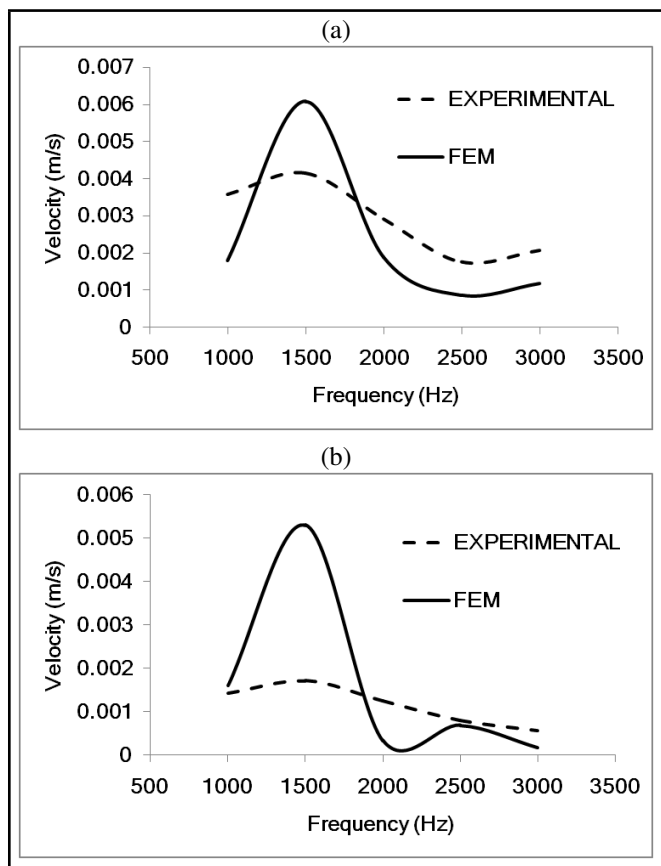 (a)
0.007
0.006
0.005
0.004
0.003
0.002
0.001
0
Velocity (m/s)
EXPERIMENTAL
FEM
500 1000 1500 2000 2500 3000 3500
Frequency (Hz)
(b)
0.006
0.005
0.004
0.003
0.002
0.001
0
Velocity (m/s)
EXPERIMENTAL
FEM
500 1000 1500 2000 2500 3000 3500
Frequency (Hz)